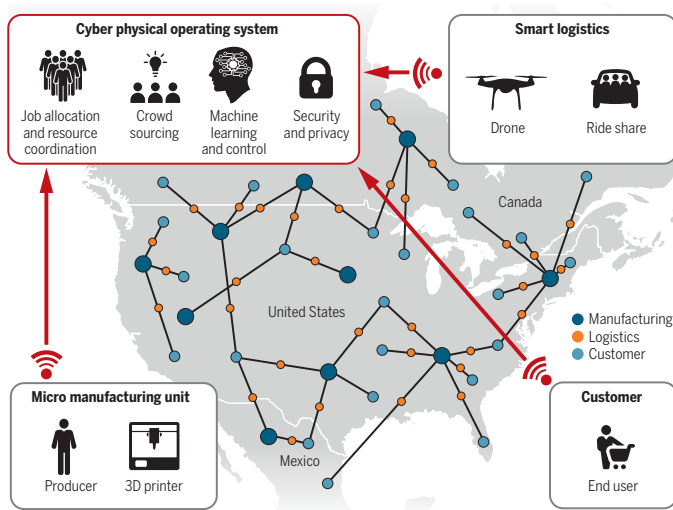 Cyber physical operating system
Job allocation
and resource
coordination
Crowd
sourcing
Machine
learning
and control
Security
and privacy
Smart logistics
Drone
Ride share
Canada
United States
Mexico
Manufacturing
Logistics
Customer
Micro manufacturing unit
Producer
3D printer
Customer
End user